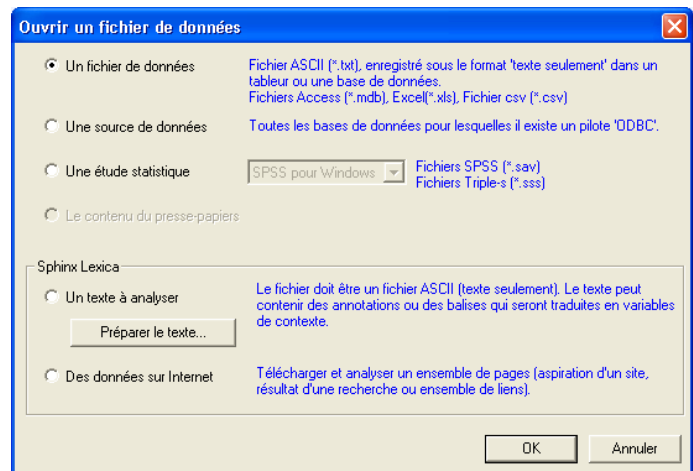 Ouvrir un fichier de données
Un fichier de données
Fichier ASCII (*.txt), enregistré sous le format 'texte seulement' dans un
tableur ou une base de données.
Fichiers Access (*.mdb), Excel(*.xls), Fichier csv (*.csv)
Une source de données
Toutes les bases de données pour lesquelles il existe un pilote 'ODBC'.
Une étude statistique
SPSS pour Windows
Fichiers SPSS (*.sav)
Fichiers Triple-s (*.sss)
Le contenu du presse-papiers
Sphinx Lexica
Un texte à analyser
Le fichier doit être un fichier ASCII (texte seulement). Le texte peut
contenir des annotations ou des balises qui seront traduites en variables
de contexte.
Préparer le texte...
Des données sur Internet
Télécharger et analyser un ensemble de pages (aspiration d'un site,
résultat d'une recherche ou ensemble de liens).
OK
Annuler